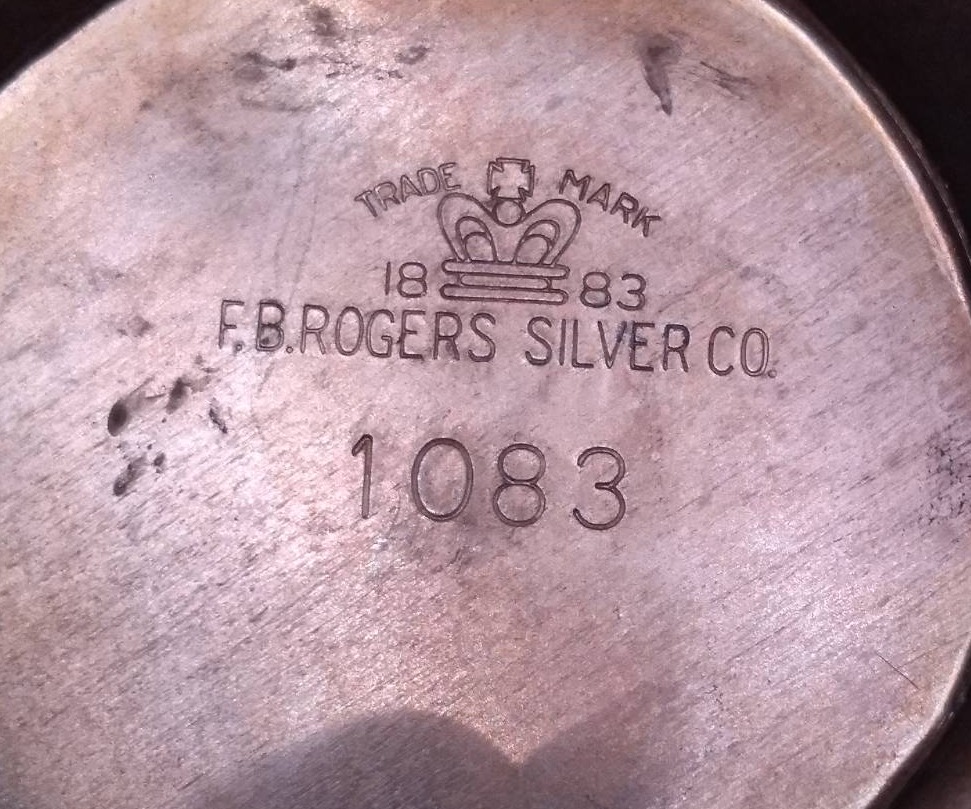 TRADE MARK
18 83
F.B.ROGERS SILVER CO.
1083